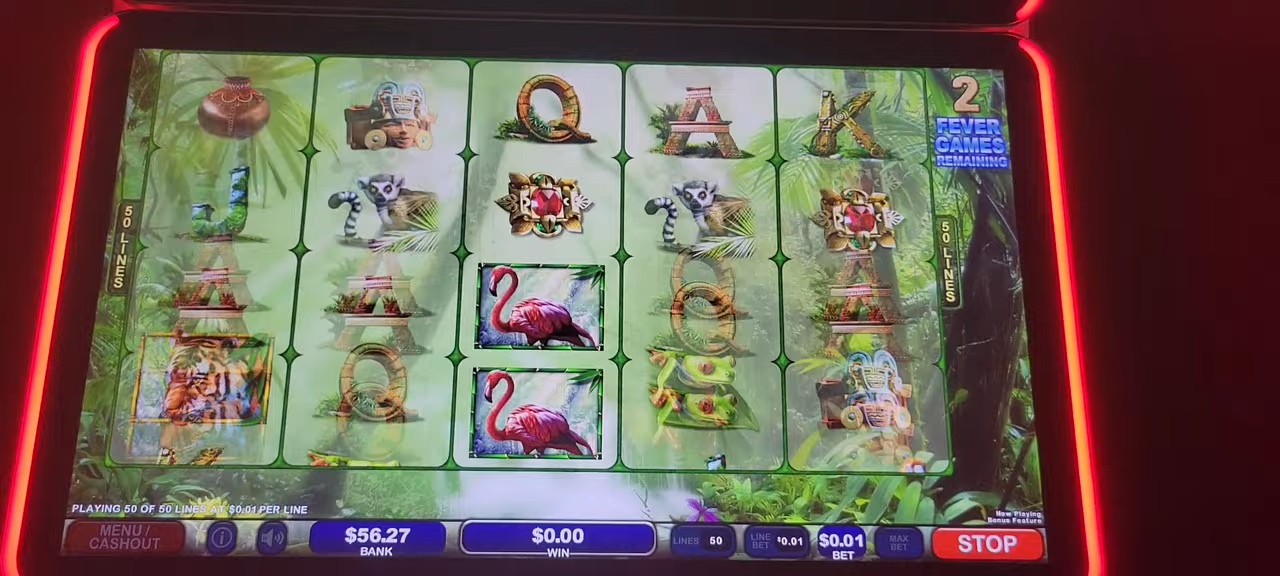 2
FEVER
GAMES
REMAINING
50 LINES
50 LINES
PLAYING 50 OF 50 LINES AT $0.01 PER LINE
Now Playing
Bonus Feature
MENU /
CASHOUT
$56.27
BANK
$0.00
WIN
LINES 50
LINE
BET $0.01
$0.01
BET
MAX
BET
STOP
Q
A
K
J
A
A
Q
A
Q